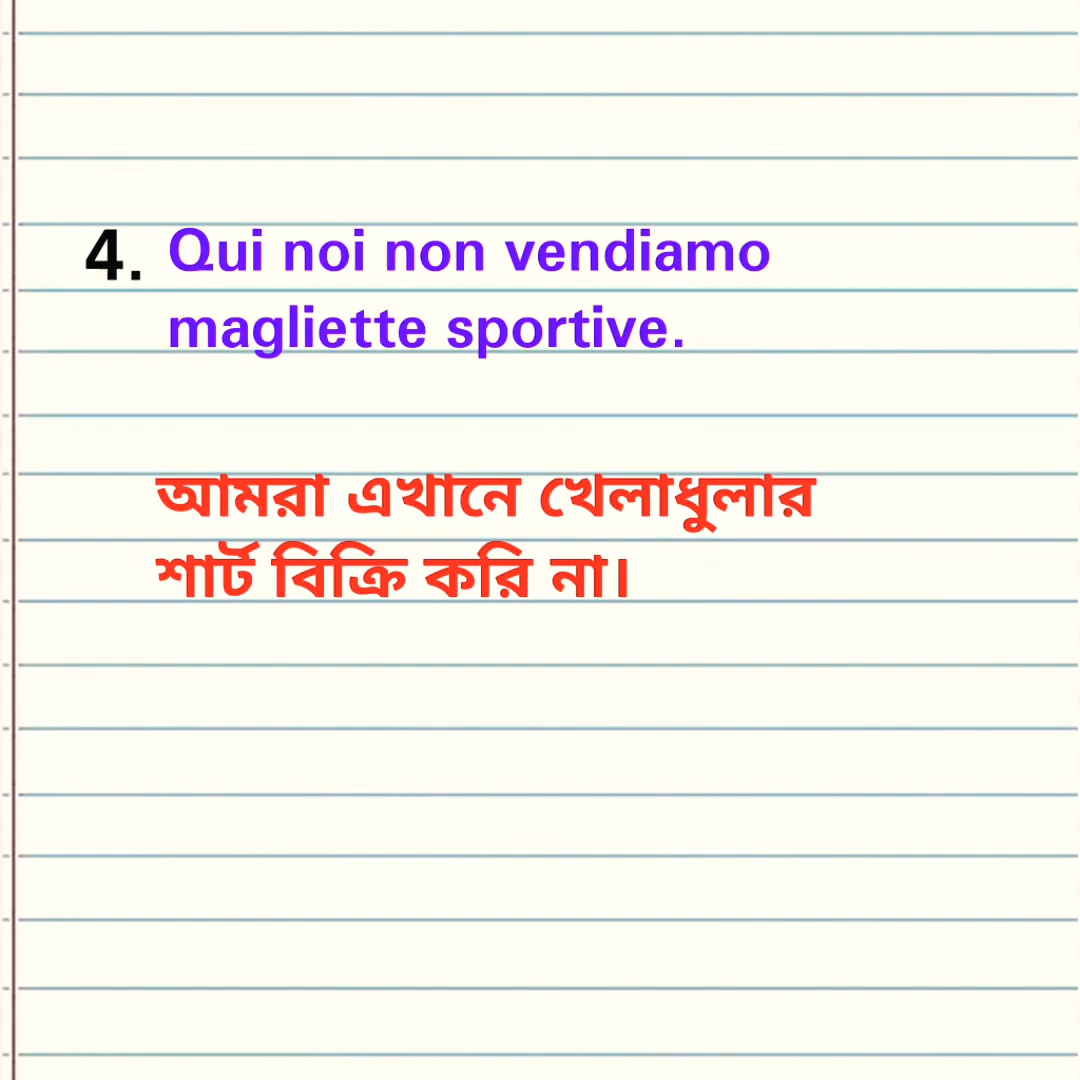 4. Qui noi non vendiamo
magliette sportive.
আমরা এখানে খেলাধুলার
শার্ট বিক্রি করি না।